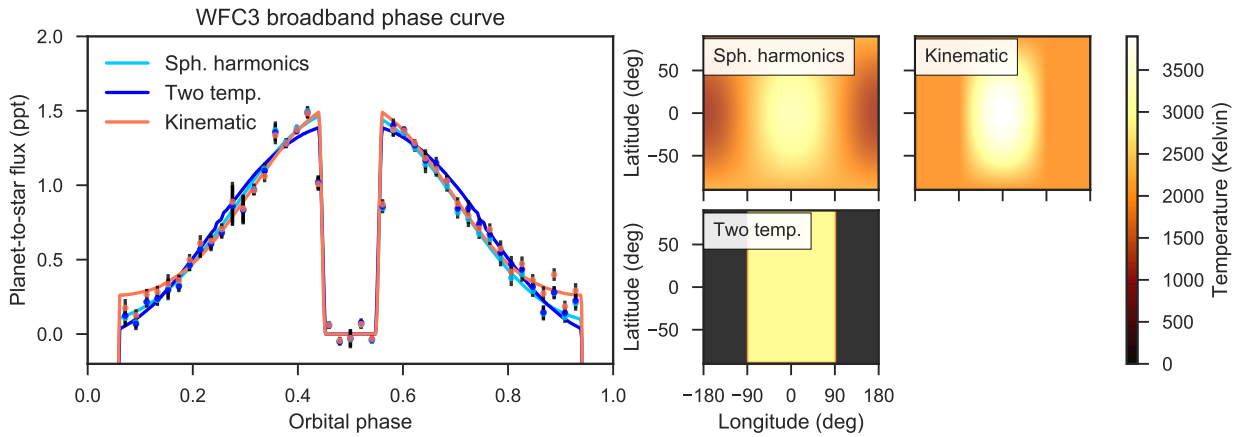 WFC3 broadband phase curve
2.0
1.5
1.0
0.5
0.0
Planet-to-star flux (ppt)
Sph. harmonics
Two temp.
Kinematic
0.0 0.2 0.4 0.6 0.8 1.0
Orbital phase
Sph. harmonics
50
0
−50
Latitude (deg)
Kinematic
Two temp.
50
0
−50
Latitude (deg)
−180 −90 0 90 180
Longitude (deg)
3500
3000
2500
2000
1500
1000
500
0
Temperature (Kelvin)